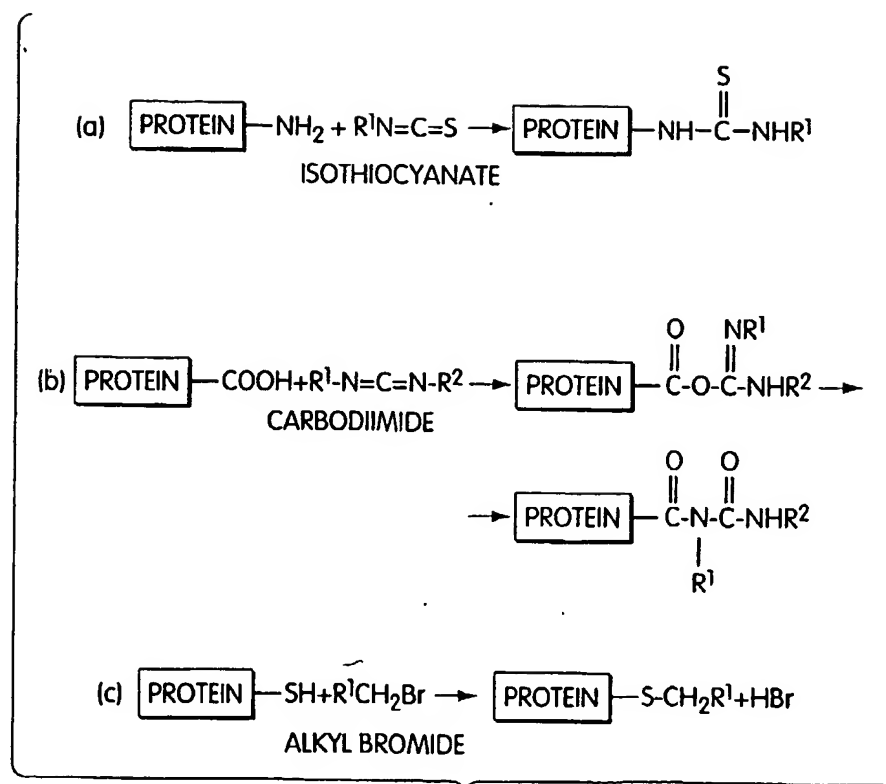 S
(a) PROTEIN -NH₂ + R¹N=C=S → PROTEIN -NH-C-NHR¹
ISOTHIOCYANATE
O NR¹
(b) PROTEIN -COOH+R¹-N=C=N-R² → PROTEIN -C-O-C-NHR² →
CARBODIIMIDE
O O
→ PROTEIN -C-N-C-NHR²
R¹
(c) PROTEIN -SH+R¹CH₂Br → PROTEIN -S-CH₂R¹+HBr
ALKYL BROMIDE